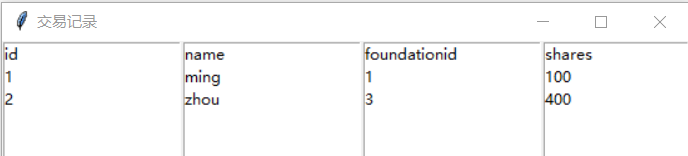 交易记录
id name foundationid shares
1 ming 1 100
2 zhou 3 400